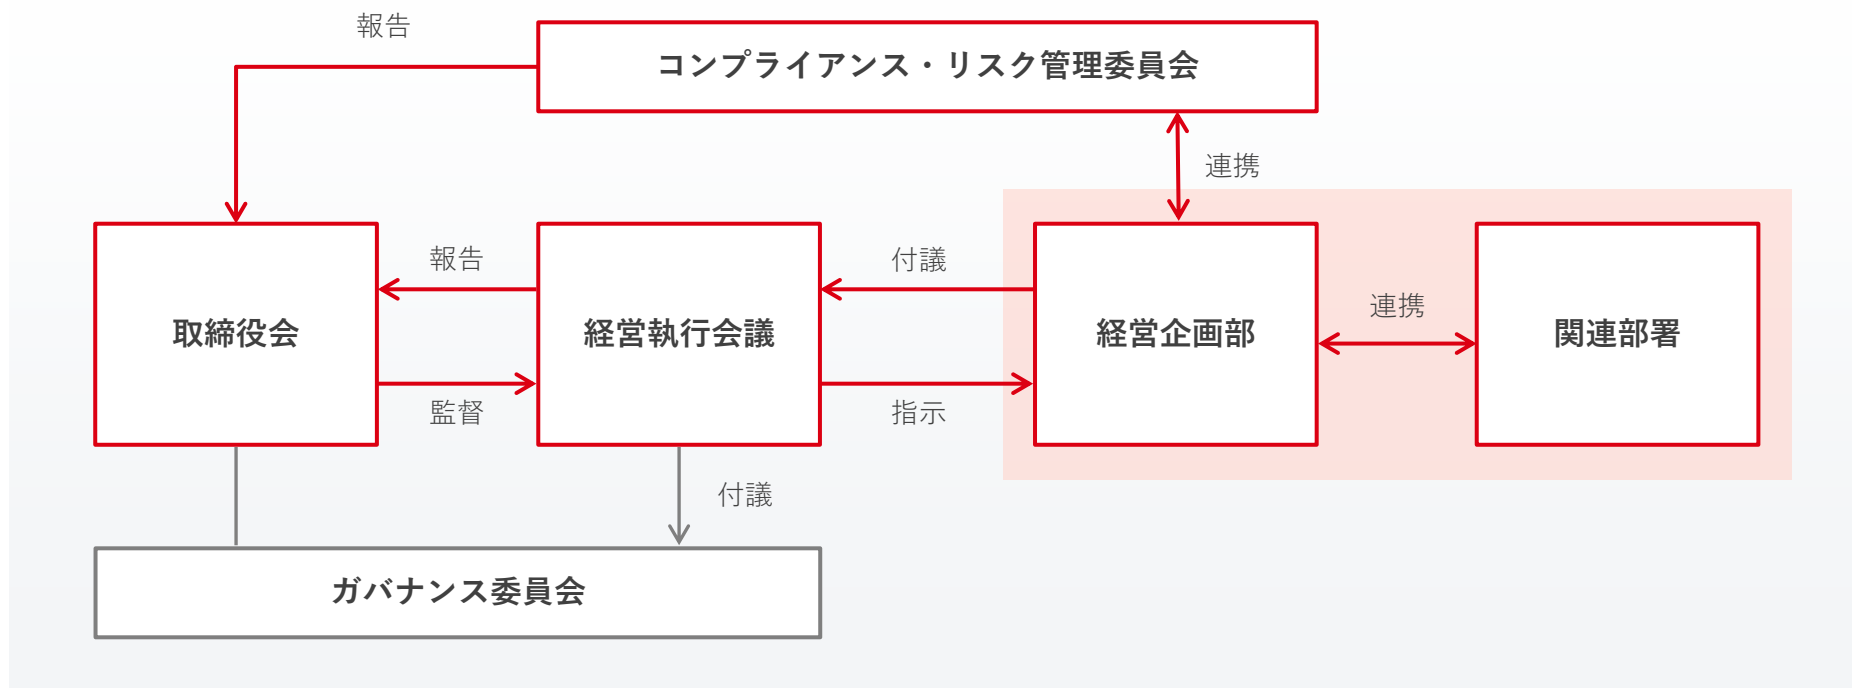 報告
コンプライアンス・リスク管理委員会
連携
報告
付議
連携
取締役会
経営執行会議
経営企画部
関連部署
監督
指示
付議
ガバナンス委員会